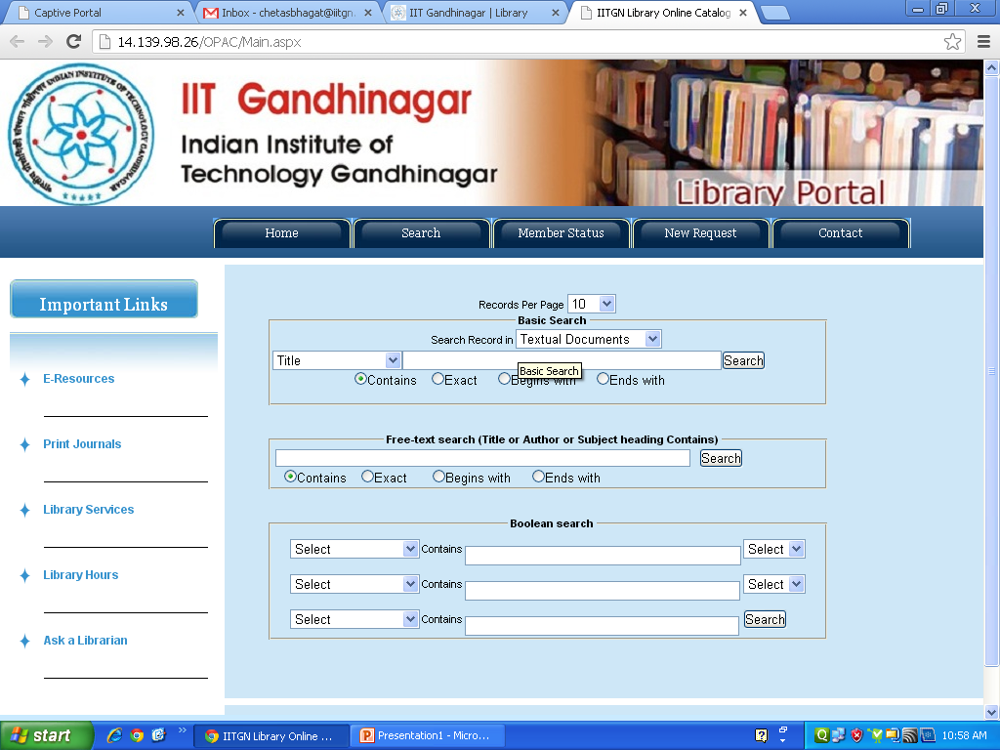 Captive Portal
Inbox - chetasbhagat@iitgn.
IIT Gandhinagar | Library
IITGN Library Online Catalog
14.139.98.26/OPAC/Main.aspx
INDIAN INSTITUTE OF TECHNOLOGY GANDHINAGAR
IIT Gandhinagar
Indian Institute of
Technology Gandhinagar
Library Portal
Home
Search
Member Status
New Request
Contact
Important Links
E-Resources
Print Journals
Library Services
Library Hours
Ask a Librarian
Records Per Page 10
Basic Search
Search Record in Textual Documents
Title Search
Basic Search
Contains Exact Begins with Ends with
Free-text search (Title or Author or Subject heading Contains)
Search
Contains Exact Begins with Ends with
Boolean search
Select Contains Select
Select Contains Select
Select Contains Search
start
IITGN Library Online ...
Presentation1 - Micro...
10:58 AM